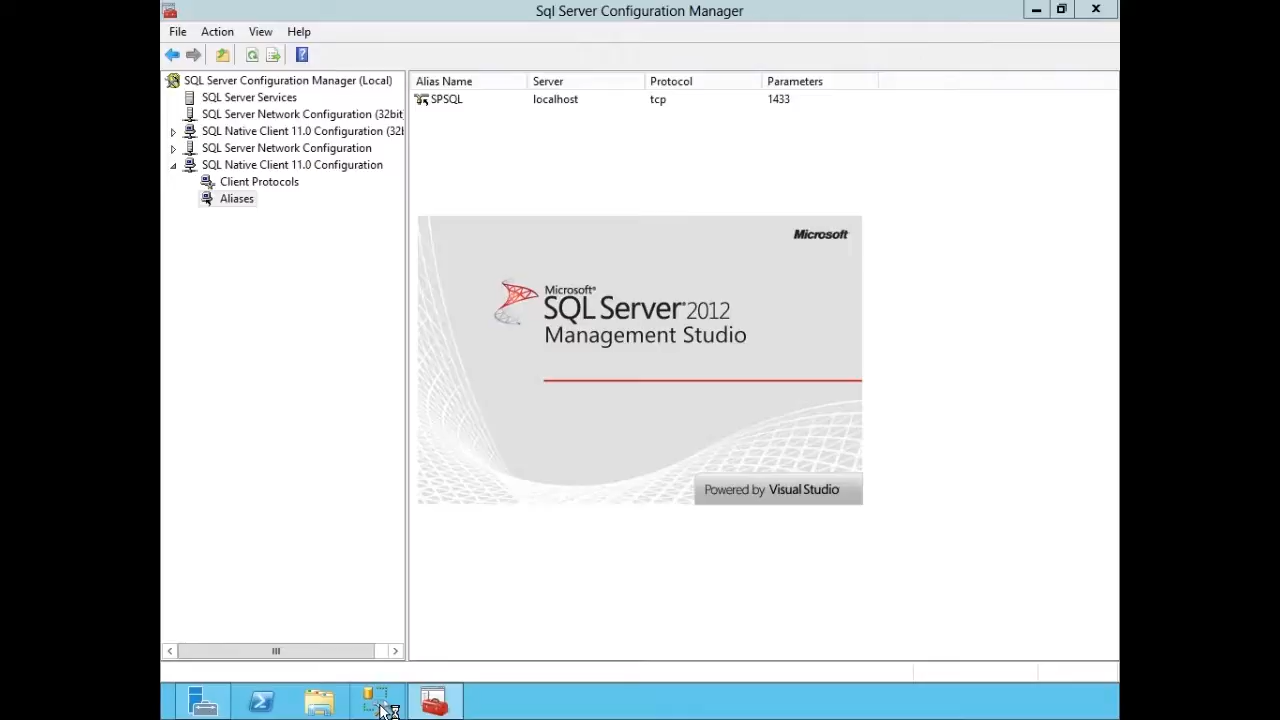 Sql Server Configuration Manager
File Action View Help
SQL Server Configuration Manager (Local)
SQL Server Services
SQL Server Network Configuration (32bit
SQL Native Client 11.0 Configuration (32b
SQL Server Network Configuration
SQL Native Client 11.0 Configuration
Client Protocols
Aliases
Alias Name Server Protocol Parameters
SPSQL localhost tcp 1433
Microsoft
Microsoft®
SQL Server® 2012
Management Studio
Powered by Visual Studio